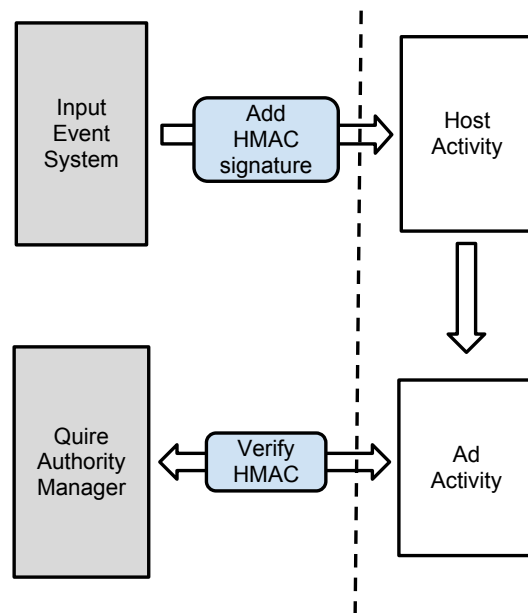 Input
Event
System
Add
HMAC
signature
Host
Activity
Quire
Authority
Manager
Verify
HMAC
Ad
Activity